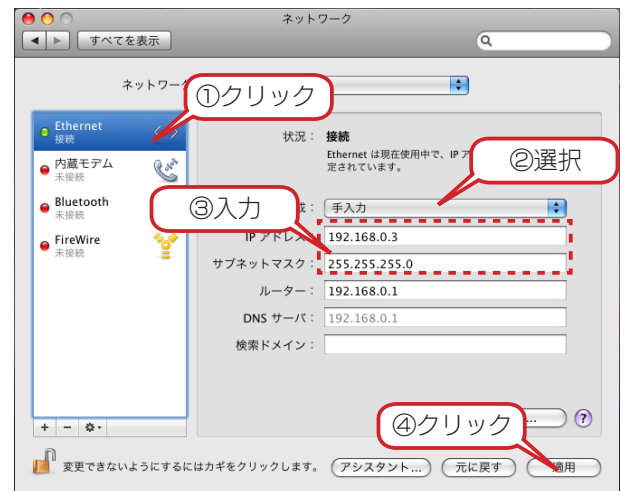 ネットワーク
すべてを表示
ネットワーク
①クリック
Ethernet
接続
内蔵モデム
未接続
Bluetooth
未接続
FireWire
未接続
状況：
接続
Ethernet は現在使用中で、IP ア
定されています。
②選択
③入力
成：
手入力
IP アドレス：
192.168.0.3
サブネットマスク：
255.255.255.0
ルーター：
192.168.0.1
DNS サーバ：
192.168.0.1
検索ドメイン：
④クリック
...
?
変更できないようにするにはカギをクリックします。
アシスタント...
元に戻す
適用